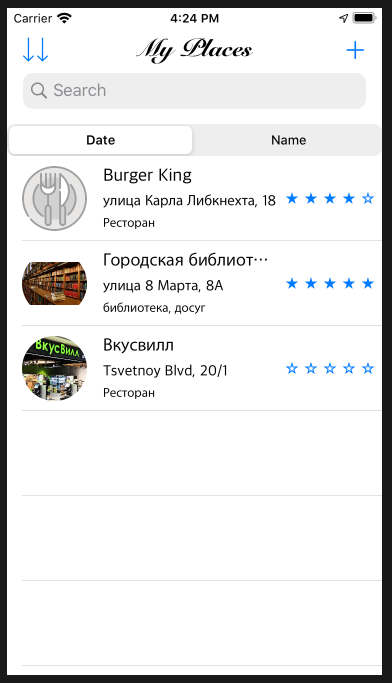 Carrier 4:24 PM
My Places
Search
Date Name
Burger King
улица Карла Либкнехта, 18
Ресторан
Городская библиот···
улица 8 Марта, 8А
библиотека, досуг
ВкусВилл
Вкусвилл
Tsvetnoy Blvd, 20/1
Ресторан